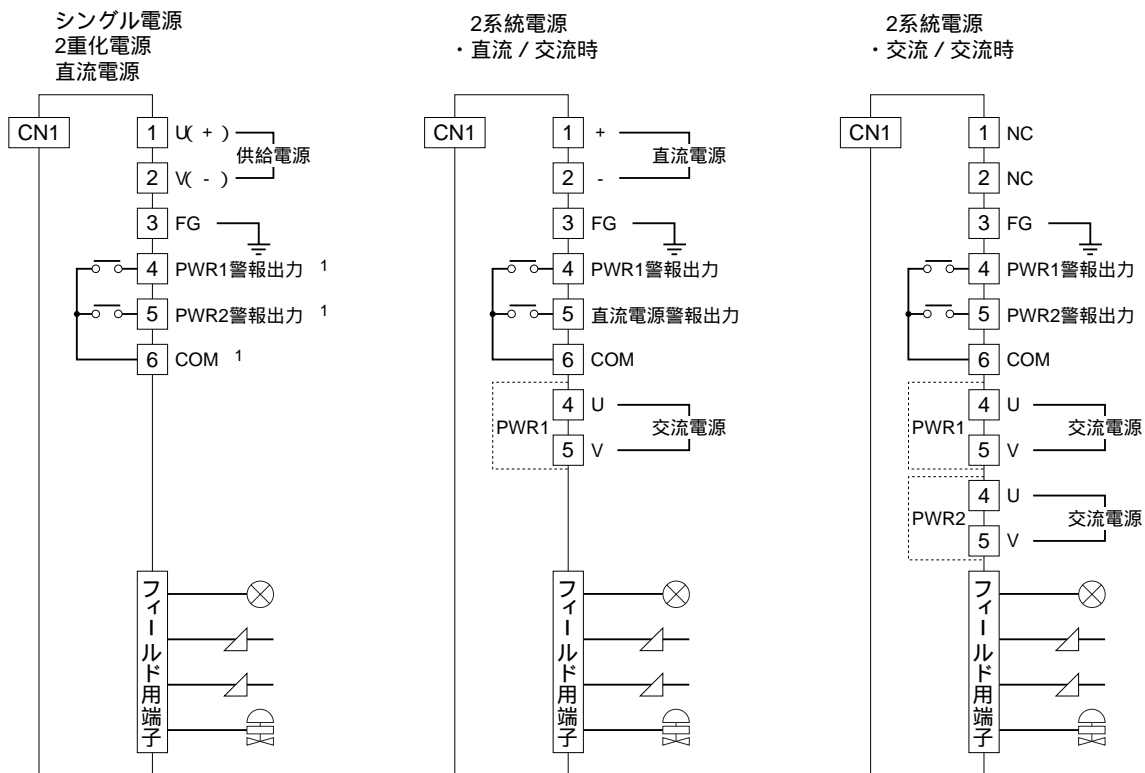 シングル電源
2重化電源
直流電源
CN1
1 U( + )
供給電源
2 V( - )
3 FG
4 PWR1警報出力 1
5 PWR2警報出力 1
6 COM 1
フィールド用端子
2系統電源
・直流 / 交流時
CN1
1 +
直流電源
2 -
3 FG
4 PWR1警報出力
5 直流電源警報出力
6 COM
PWR1
4 U
交流電源
5 V
フィールド用端子
2系統電源
・交流 / 交流時
CN1
1 NC
2 NC
3 FG
4 PWR1警報出力
5 PWR2警報出力
6 COM
PWR1
4 U
交流電源
5 V
PWR2
4 U
交流電源
5 V
フィールド用端子